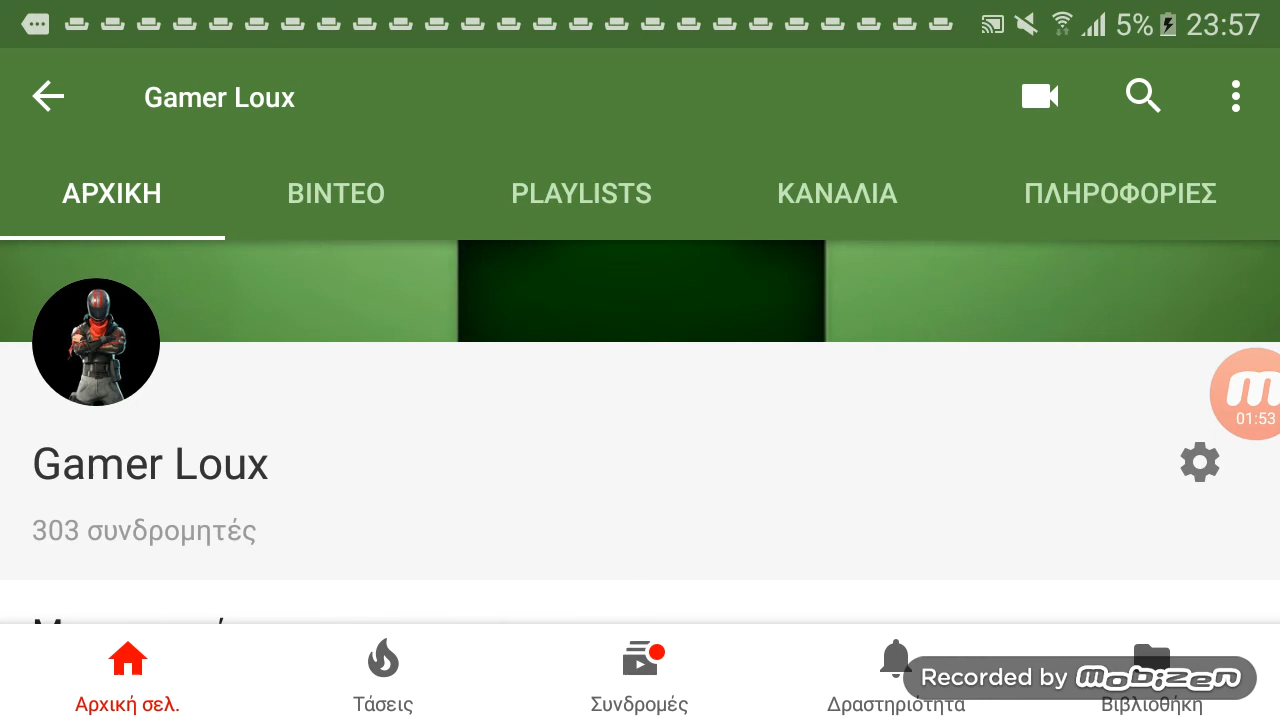 5% 23:57
Gamer Loux
ΑΡΧΙΚΗ ΒΙΝΤΕΟ PLAYLISTS ΚΑΝΑΛΙΑ ΠΛΗΡΟΦΟΡΙΕΣ
01:53
Gamer Loux
303 συνδρομητές
Αρχική σελ. Τάσεις Συνδρομές Δραστηριότητα Βιβλιοθήκη
Recorded by mobizen